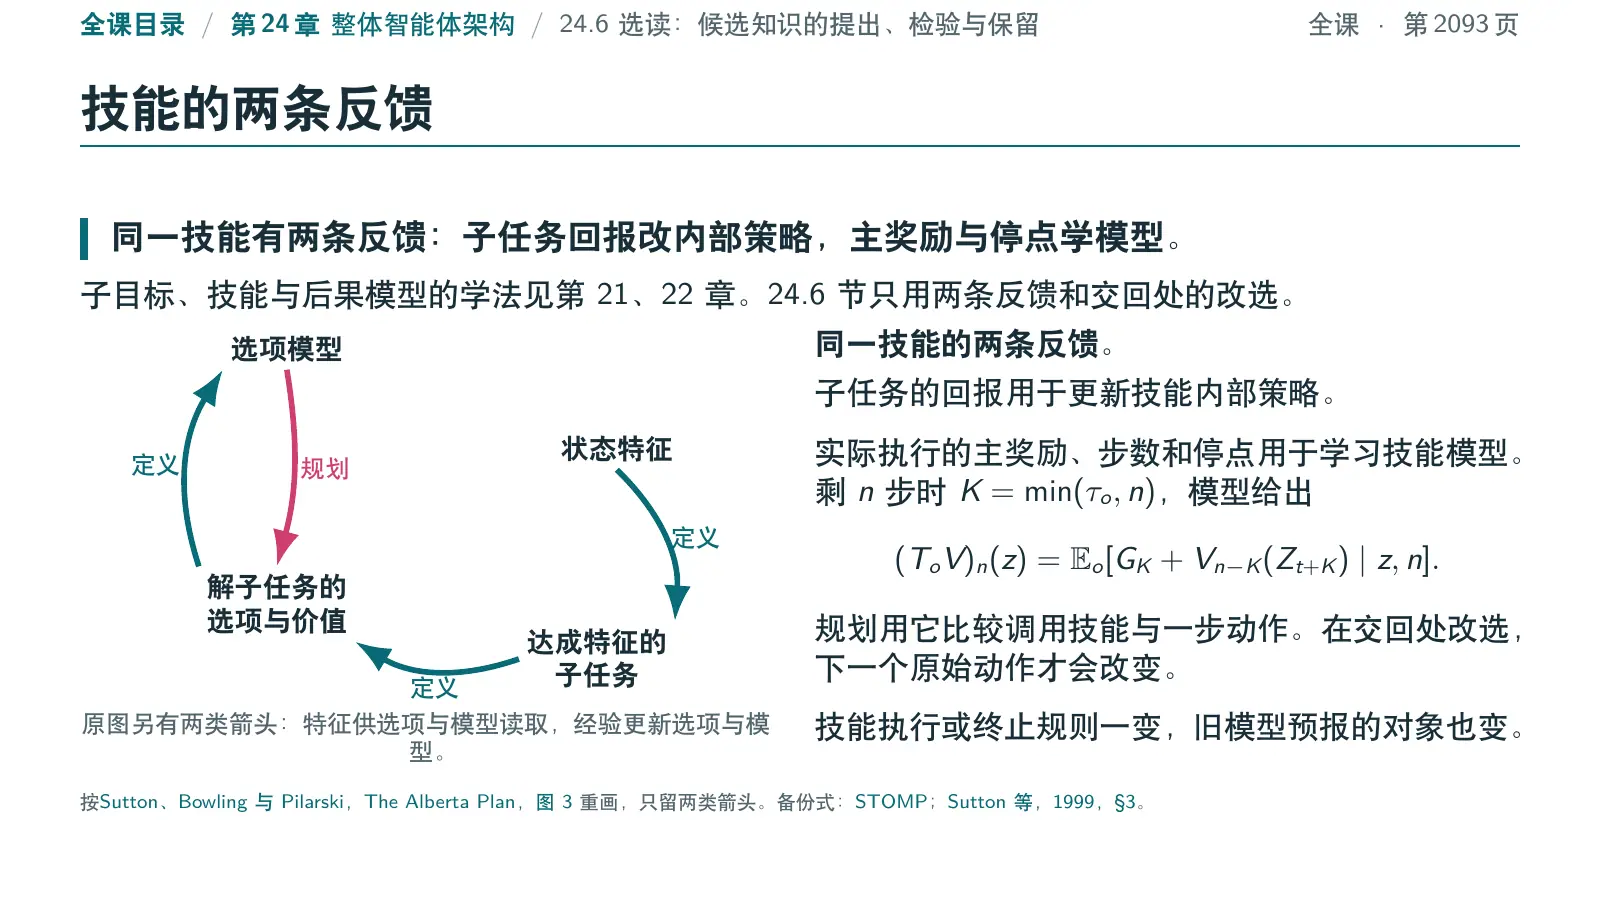 全课目录 / 第24章 整体智能体架构 / 24.6 选读：候选知识的提出、检验与保留
全课 · 第2093页
技能的两条反馈
同一技能有两条反馈：子任务回报改内部策略，主奖励与停点学模型。
子目标、技能与后果模型的学法见第 21、22 章。24.6 节只用两条反馈和交回处的改选。
选项模型
定义
规划
状态特征
定义
解子任务的
选项与价值
达成特征的
子任务
定义
原图另有两类箭头：特征供选项与模型读取，经验更新选项与模
型。
同一技能的两条反馈。
子任务的回报用于更新技能内部策略。
实际执行的主奖励、步数和停点用于学习技能模型。
剩 n 步时 K = min(τ_o, n)，模型给出
(T_oV)_n(z) = 𝔼_o[G_K + V_{n−K}(Z_{t+K}) | z, n].
规划用它比较调用技能与一步动作。在交回处改选，
下一个原始动作才会改变。
技能执行或终止规则一变，旧模型预报的对象也变。
按Sutton、Bowling 与 Pilarski，The Alberta Plan，图 3 重画，只留两类箭头。备份式：STOMP；Sutton 等，1999，§3。